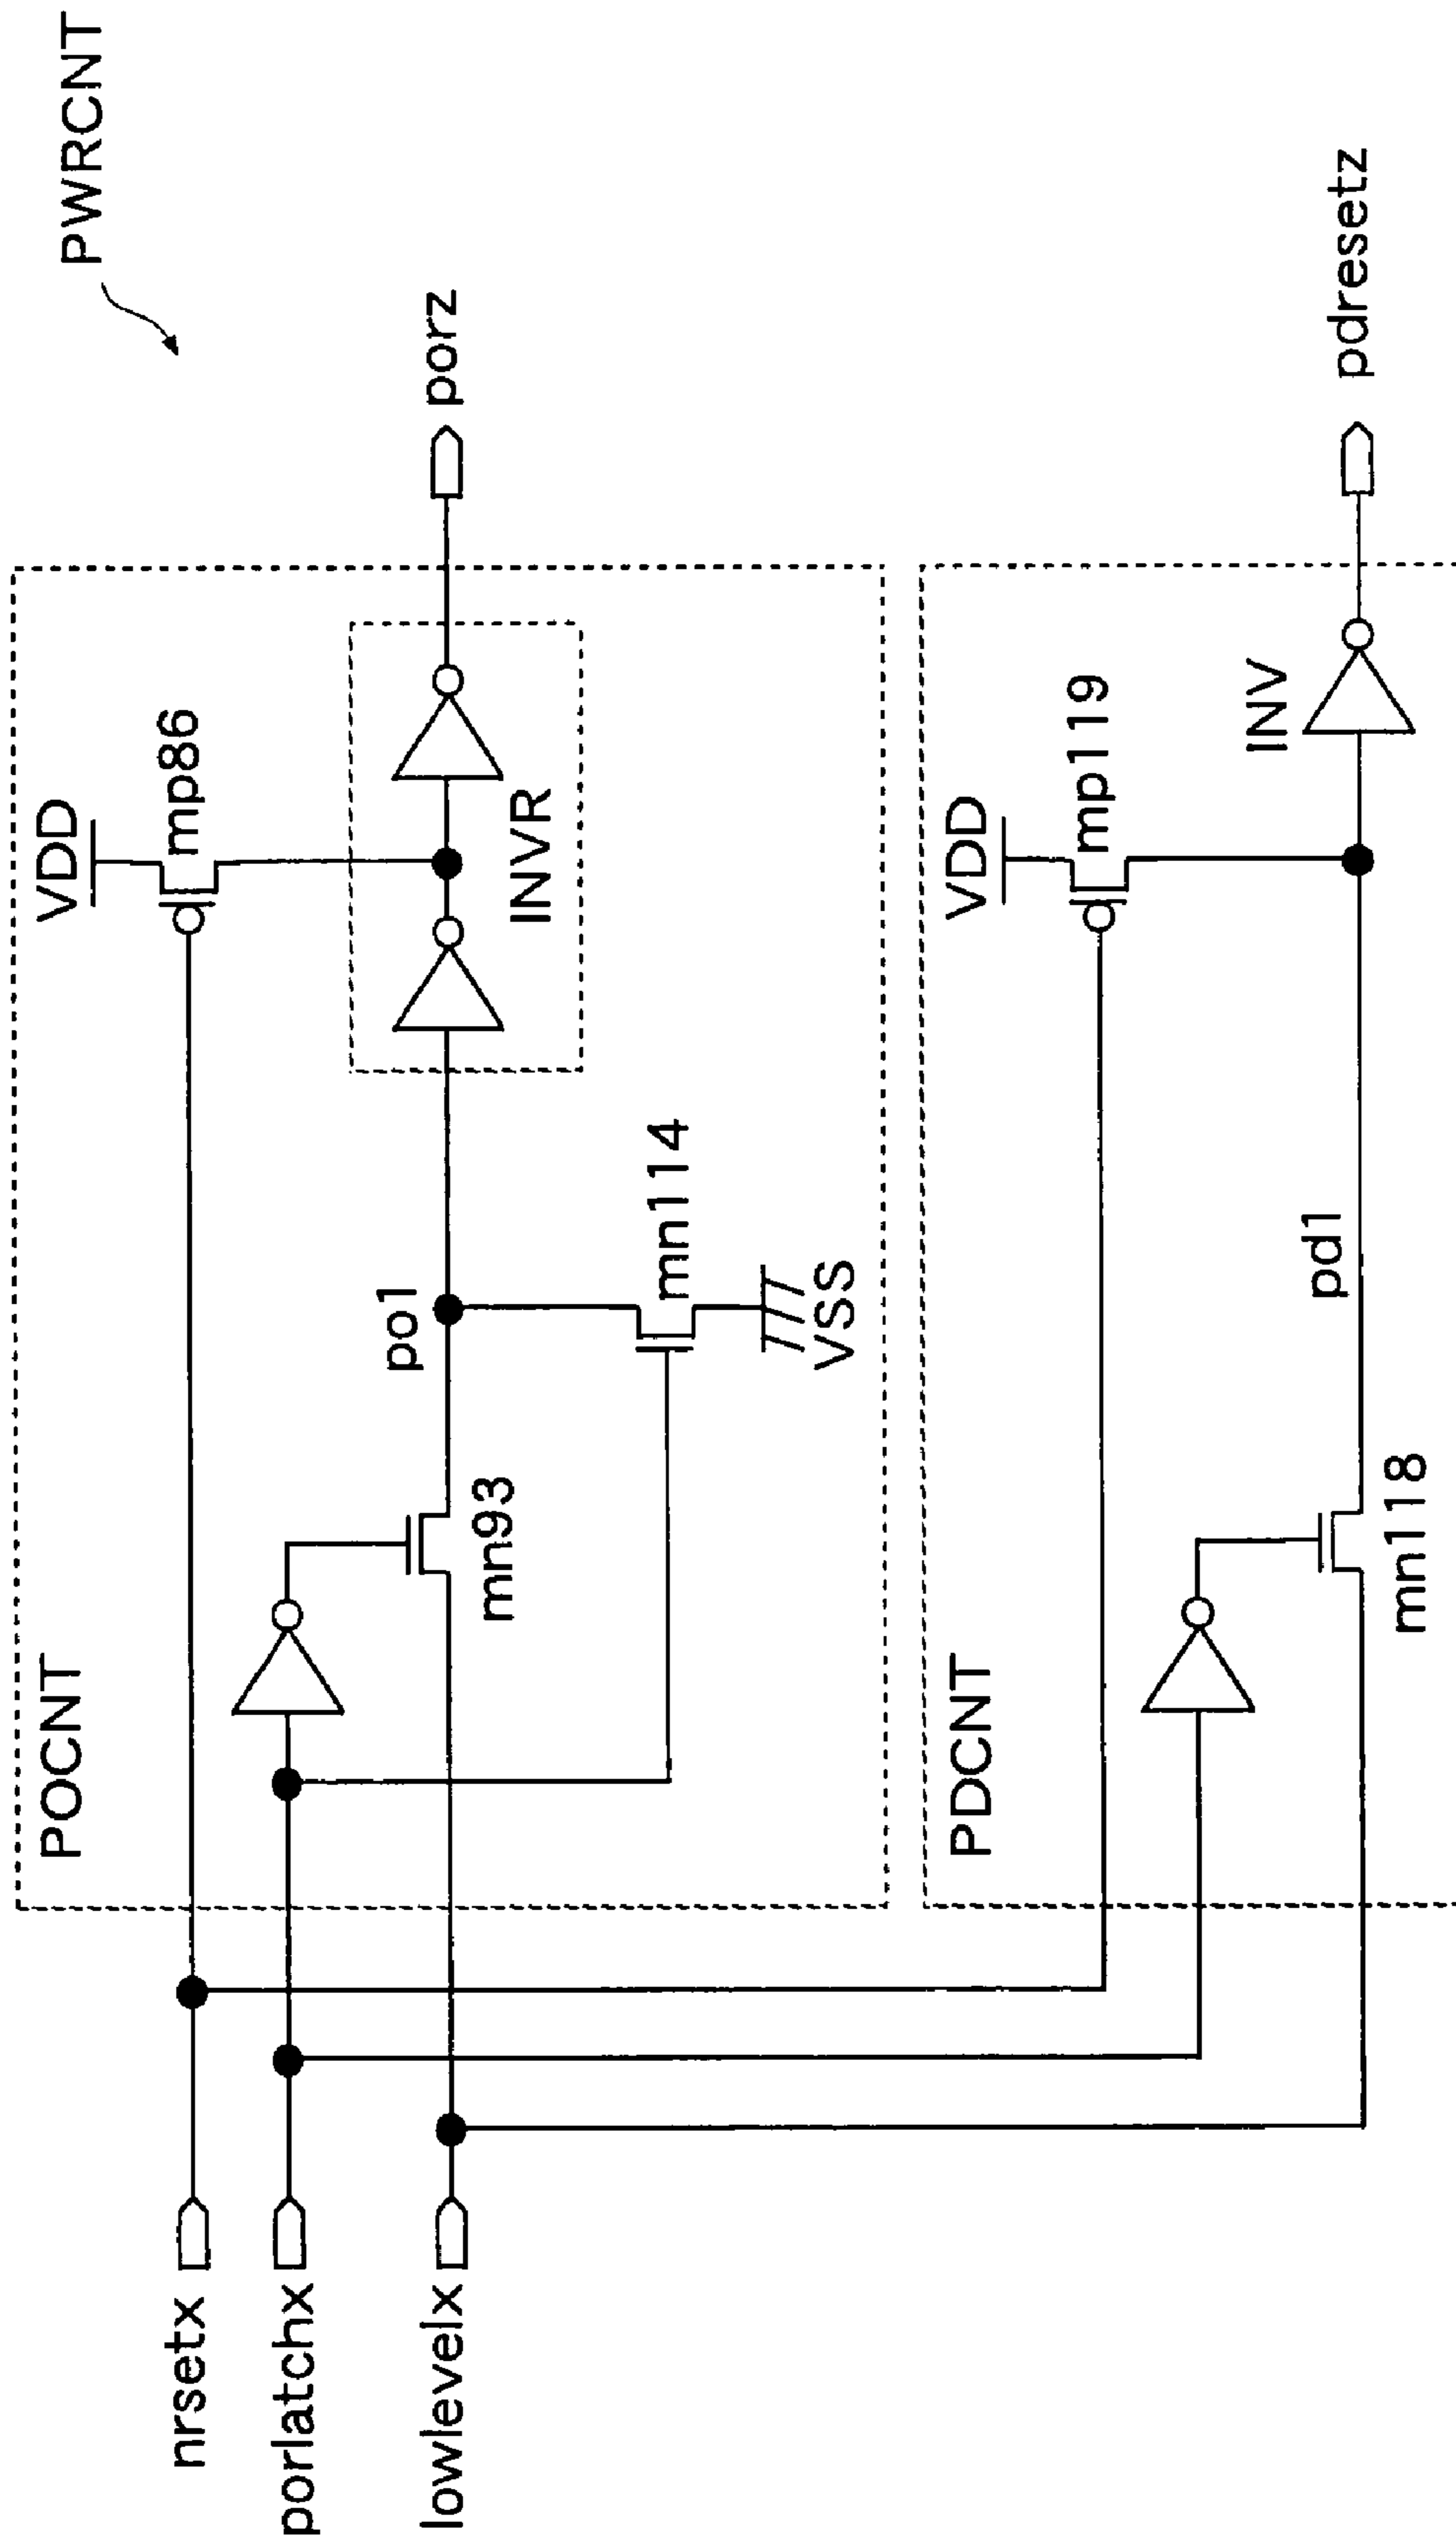 PWRCNT
POCNT
VDD
mp86
nrsetx
porlatchx
po1
porz
lowlevelx
mn93
INVR
mn114
VSS
PDCNT
VDD
mp119
INV
pd1
pdresetz
mn118